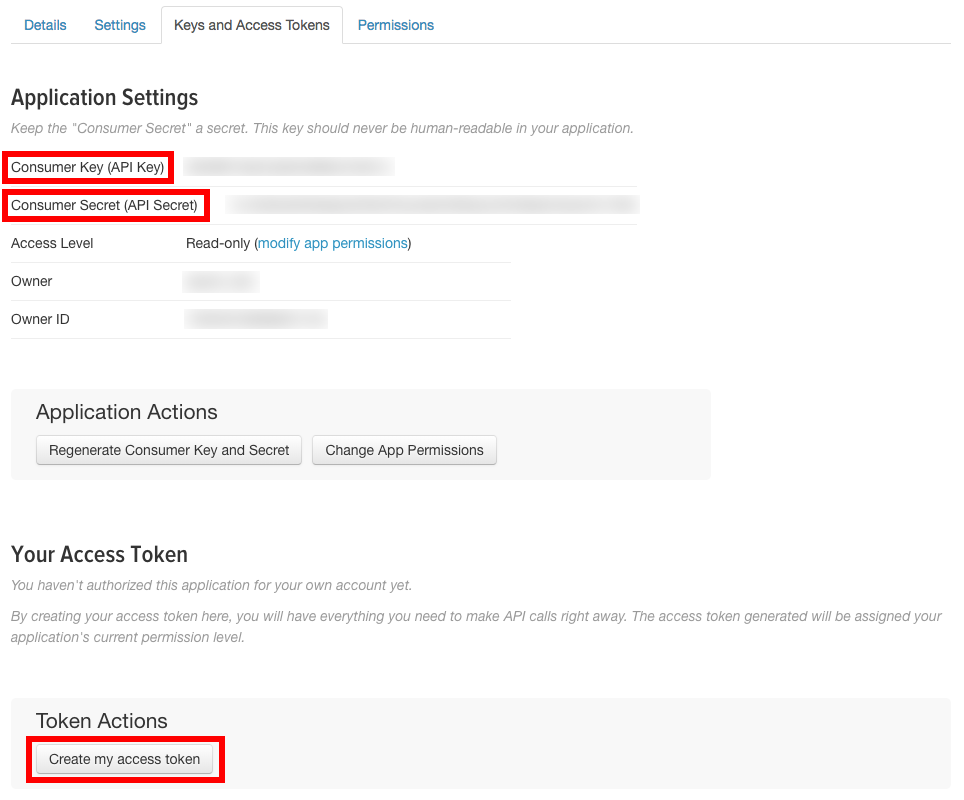 Details Settings Keys and Access Tokens Permissions
Application Settings
Keep the "Consumer Secret" a secret. This key should never be human-readable in your application.
Consumer Key (API Key)
Consumer Secret (API Secret)
Access Level Read-only (modify app permissions)
Owner
Owner ID
Application Actions
Regenerate Consumer Key and Secret Change App Permissions
Your Access Token
You haven't authorized this application for your own account yet.
By creating your access token here, you will have everything you need to make API calls right away. The access token generated will be assigned your
application's current permission level.
Token Actions
Create my access token